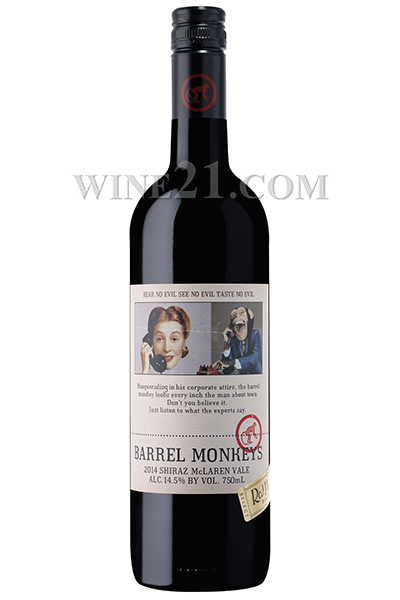 WINE21.COM
HEAR NO EVIL SEE NO EVIL TASTE NO EVIL
Masquerading in his corporate attire, the barrel
monkey looks every inch the man about town
Don't you believe it.
Just listen to what the experts say.
BARREL MONKEYS
2014 SHIRAZ McLAREN VALE
ALC.14.5% BY VOL. 750mL